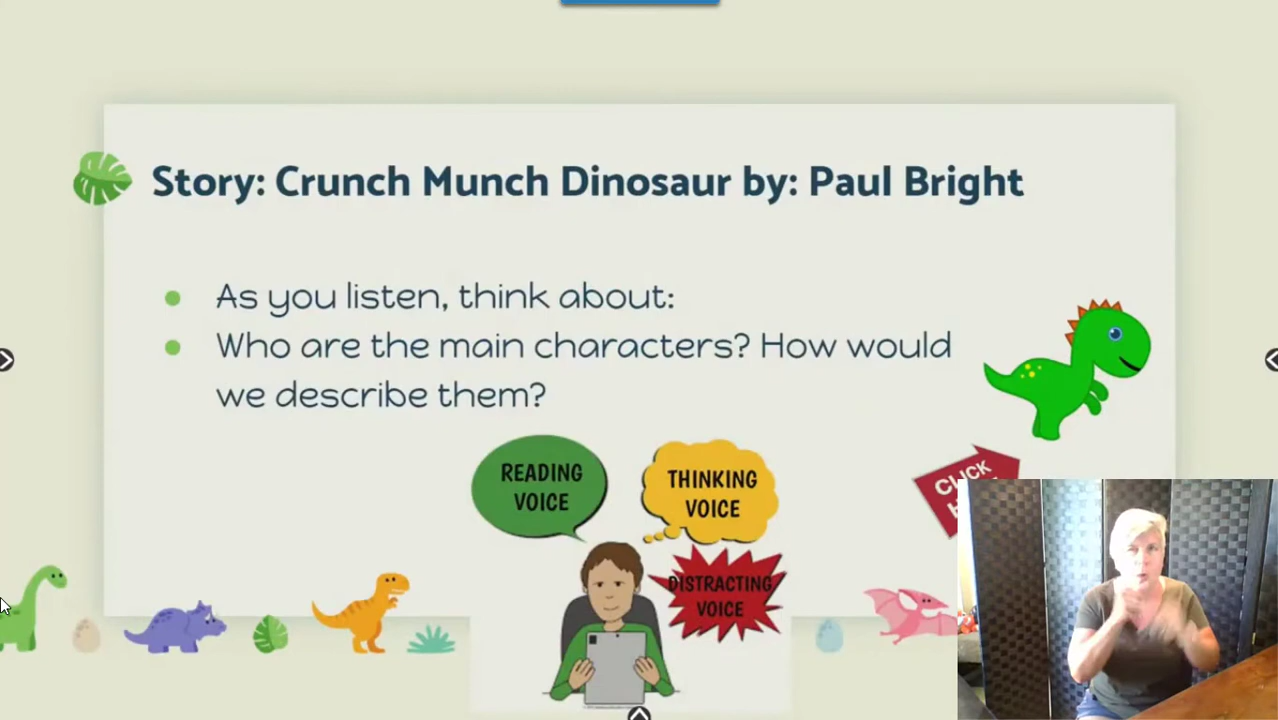 Story: Crunch Munch Dinosaur by: Paul Bright
As you listen, think about:
Who are the main characters? How would
we describe them?
READING
VOICE
THINKING
VOICE
DISTRACTING
VOICE
CLICK